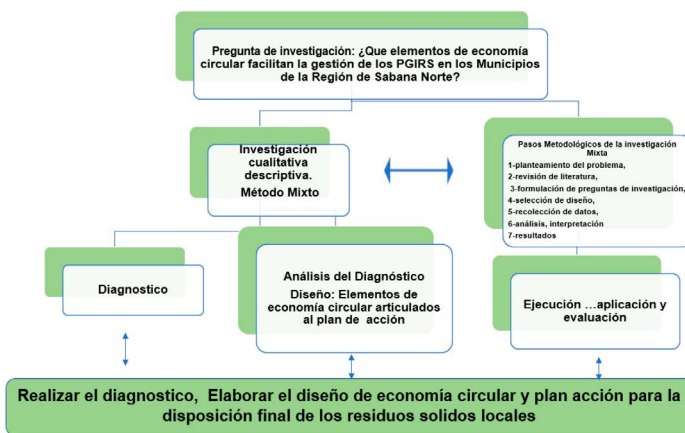 Pregunta de investigación: ¿Que elementos de economía
circular facilitan la gestión de los PGIRS en los Municipios
de la Región de Sabana Norte?
Investigación
cualitativa
descriptiva.
Método Mixto
Pasos Metodológicos de la investigación
Mixta
1-planteamiento del problema,
2-revisión de literatura,
3-formulación de preguntas de investigación,
4-selección de diseño,
5-recolección de datos,
6-análisis, interpretación
7-resultados
Diagnostico
Análisis del Diagnóstico
Diseño: Elementos de
economía circular articulados
al plan de acción
Ejecución ...aplicación y
evaluación
Realizar el diagnostico, Elaborar el diseño de economía circular y plan acción para la
disposición final de los residuos solidos locales